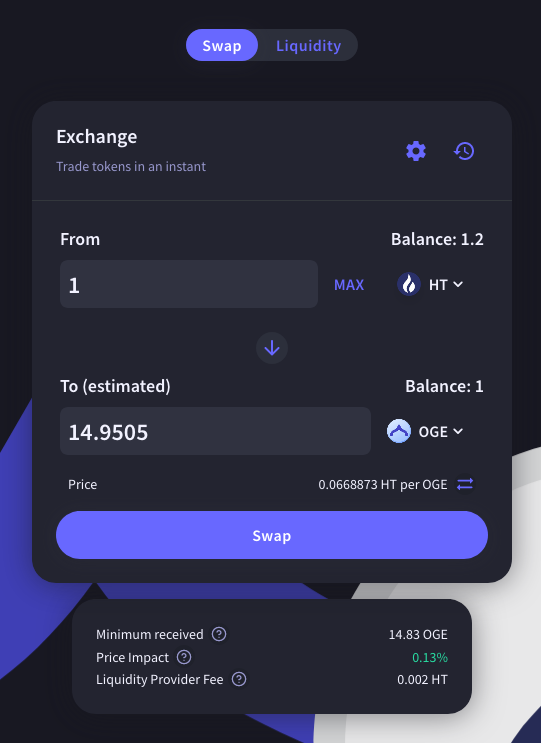 Swap Liquidity
Exchange
Trade tokens in an instant
From Balance: 1.2
1 MAX HT
To (estimated) Balance: 1
14.9505 OGE
Price 0.0668873 HT per OGE
Swap
Minimum received ? 14.83 OGE
Price Impact ? 0.13%
Liquidity Provider Fee ? 0.002 HT